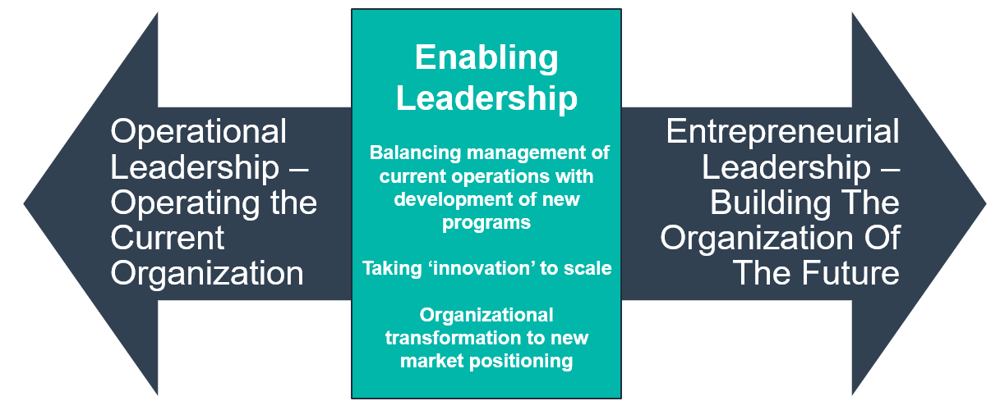 Operational
Leadership –
Operating the
Current
Organization
Enabling
Leadership
Balancing management of
current operations with
development of new
programs
Taking ‘innovation’ to scale
Organizational
transformation to new
market positioning
Entrepreneurial
Leadership –
Building The
Organization Of
The Future